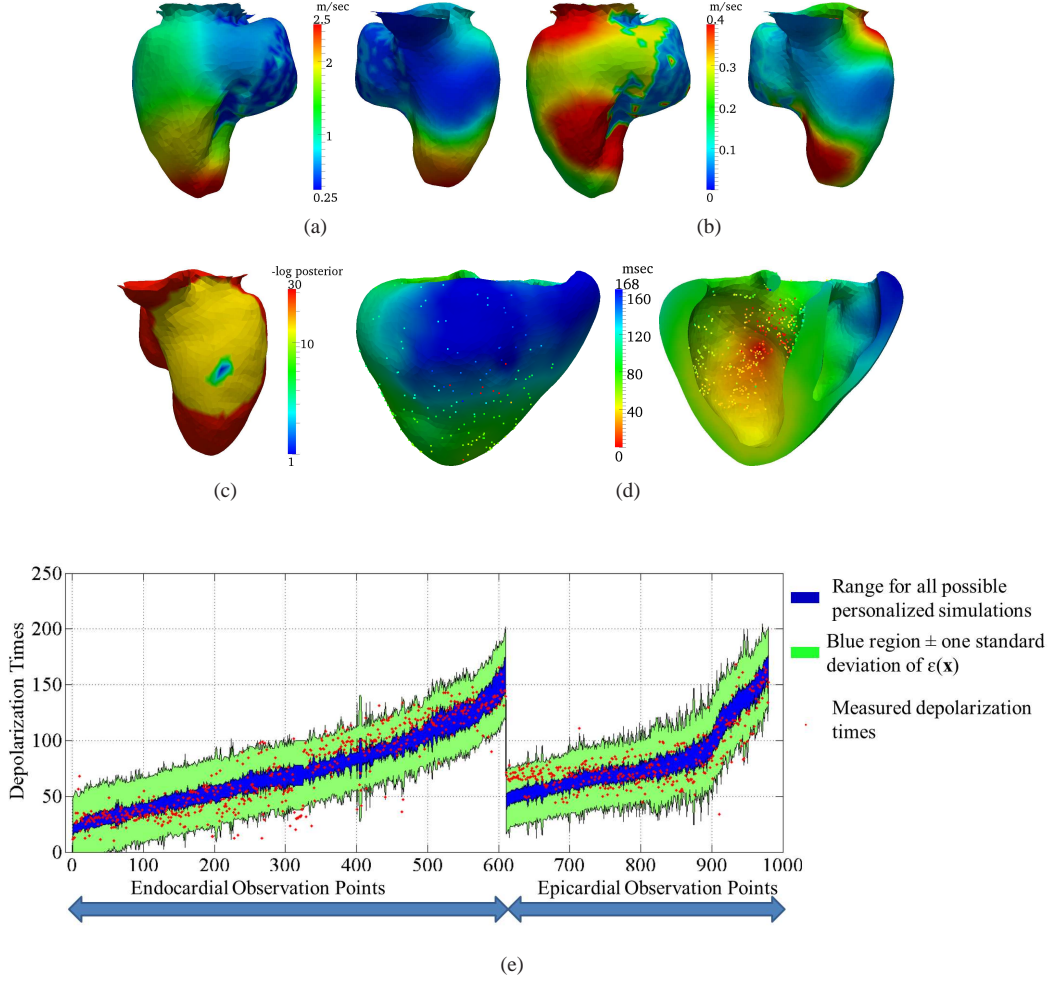 m/sec
2.5
2
1
0.25
m/sec
0.4
0.3
0.2
0.1
0
(a)
(b)
-log posterior
30
10
1
msec
168
160
120
80
40
0
(c)
(d)
250
200
150
100
50
0
Depolarization Times
0
100
200
300
400
500
600
700
800
900
1000
Endocardial Observation Points
Epicardial Observation Points
Range for all possible
personalized simulations
Blue region ± one standard
deviation of ε(x)
Measured depolarization
times
(e)